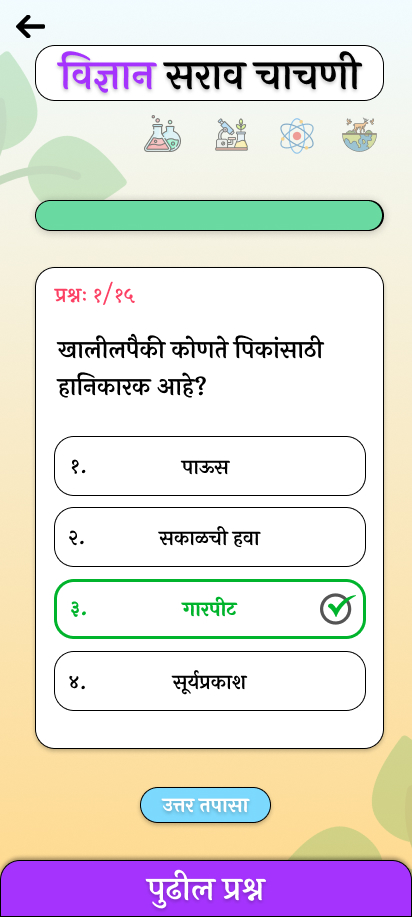 विज्ञान सराव चाचणी
प्रश्न: १/१५
खालीलपैकी कोणते पिकांसाठी
हानिकारक आहे?
१. पाऊस
२. सकाळची हवा
३. गारपीट
४. सूर्यप्रकाश
उत्तर तपासा
पुढील प्रश्न